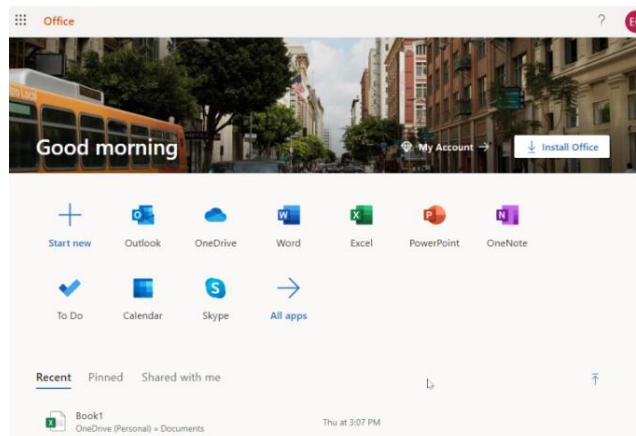 Office
?
Good morning
My Account →
Install Office
Start new
Outlook
OneDrive
Word
Excel
PowerPoint
OneNote
To Do
Calendar
Skype
All apps
Recent Pinned Shared with me
Book1
OneDrive (Personal) » Documents
Thu at 3:07 PM